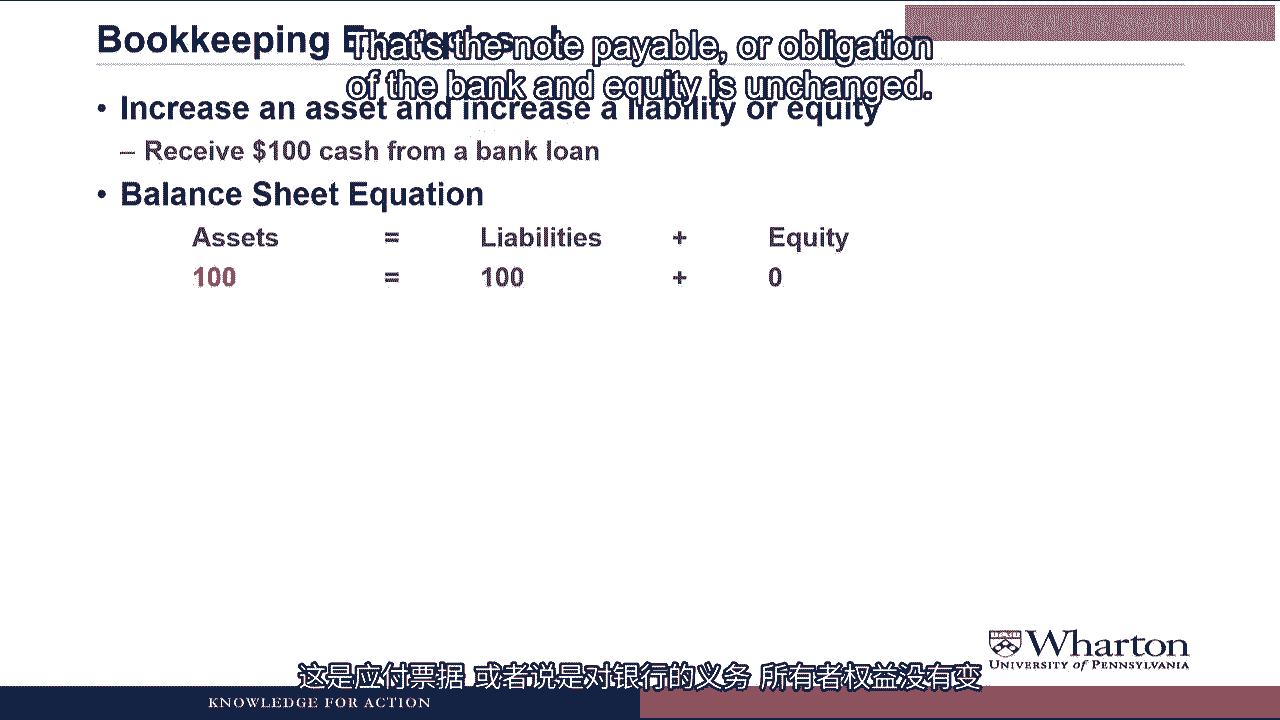 Bookkeeping
That's the note payable, or obligation
of the bank and equity is unchanged.
• Increase an asset and increase a liability or equity
– Receive $100 cash from a bank loan
• Balance Sheet Equation
Assets = Liabilities + Equity
100 = 100 + 0
Wharton
UNIVERSITY of PENNSYLVANIA
这是应付票据 或者说是对银行的义务 所有者权益没有变
KNOWLEDGE FOR ACTION